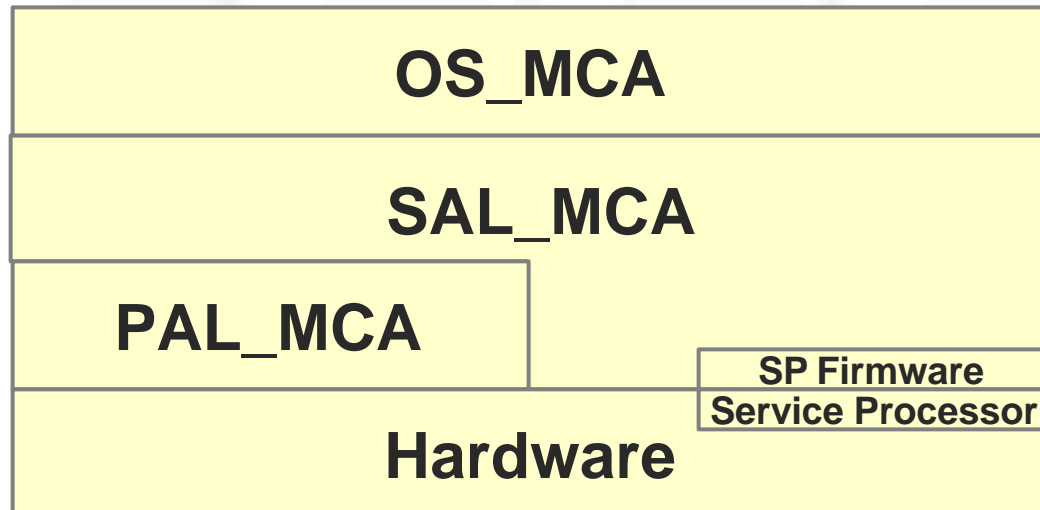 OS_MCA
SAL_MCA
PAL_MCA
SP Firmware
Service Processor
Hardware